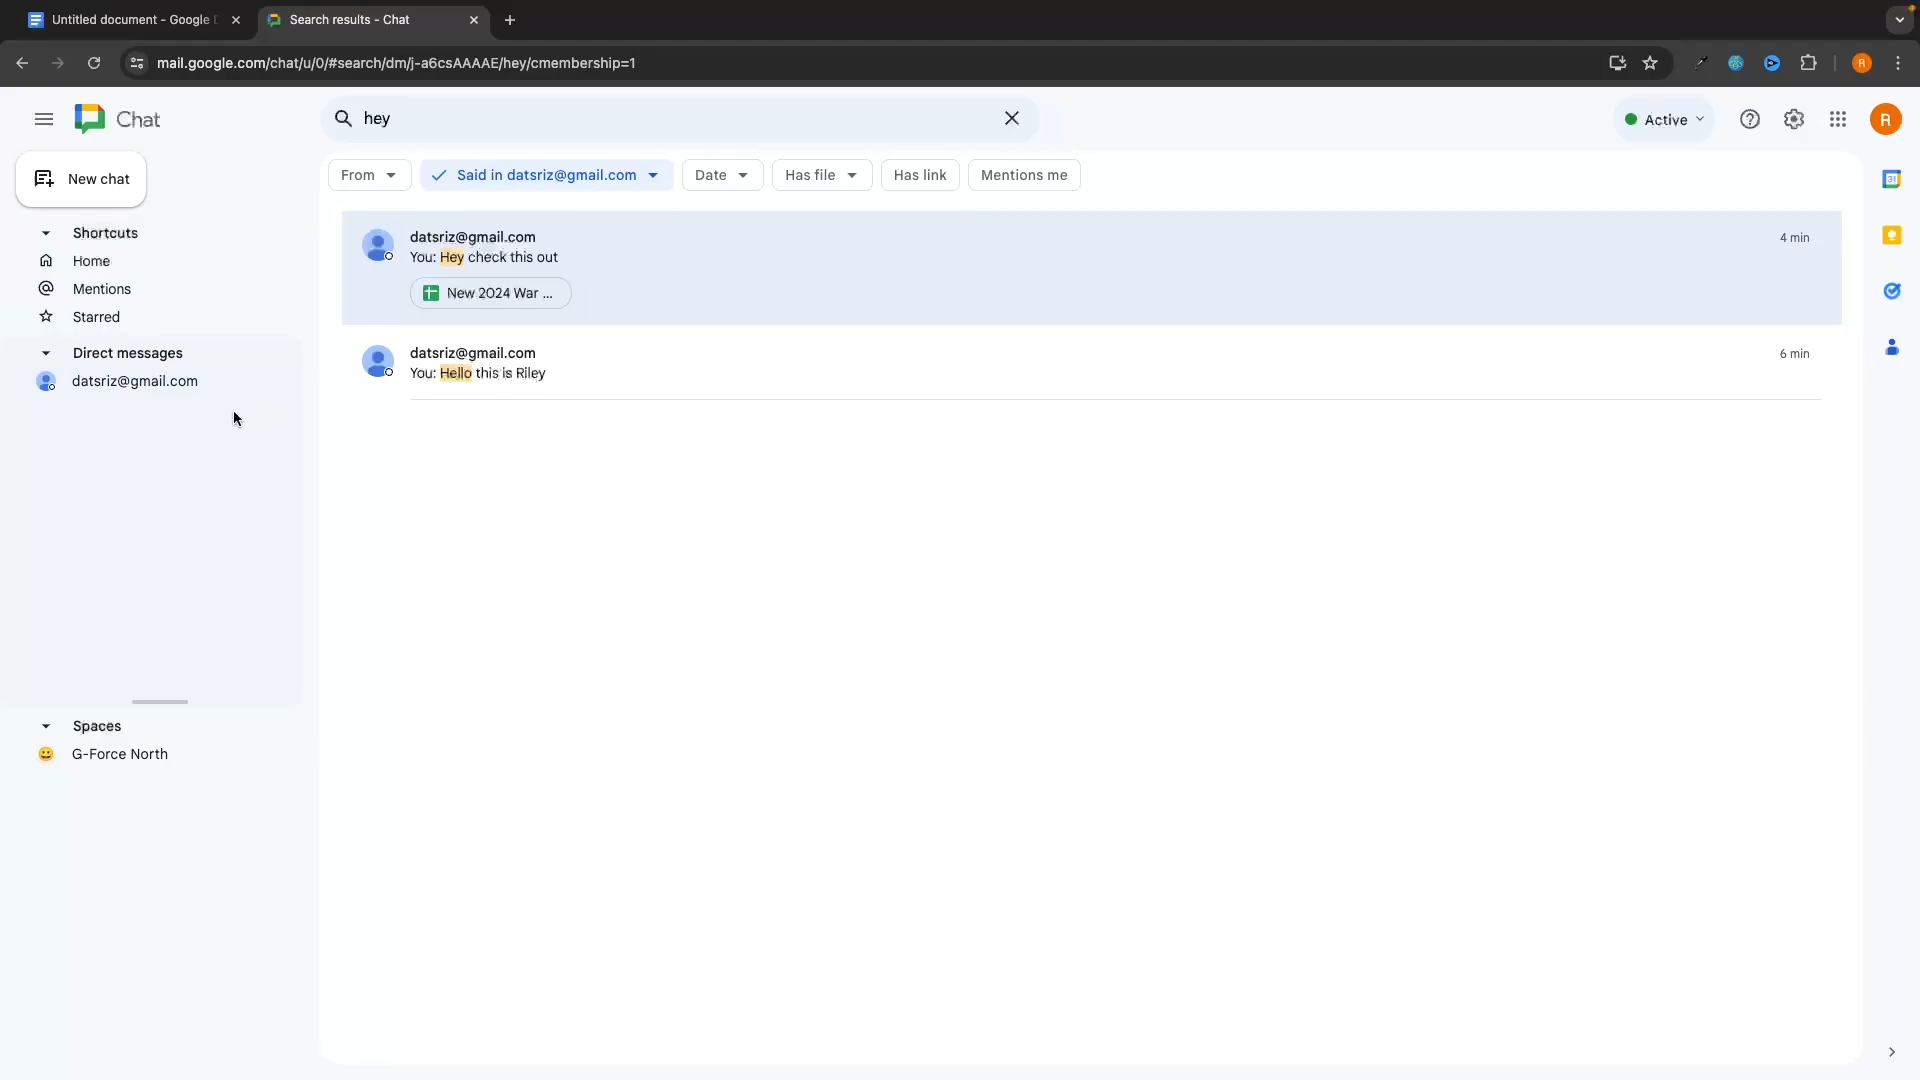 Untitled document - Google D
Search results - Chat
mail.google.com/chat/u/0/#search/dm/j-a6csAAAAE/hey/cmembership=1
R
Chat
hey
Active
R
New chat
From
Said in datsriz@gmail.com
Date
Has file
Has link
Mentions me
31
Shortcuts
Home
Mentions
Starred
Direct messages
datsriz@gmail.com
datsriz@gmail.com
4 min
You: Hey check this out
New 2024 War ...
datsriz@gmail.com
6 min
You: Hello this is Riley
Spaces
G-Force North